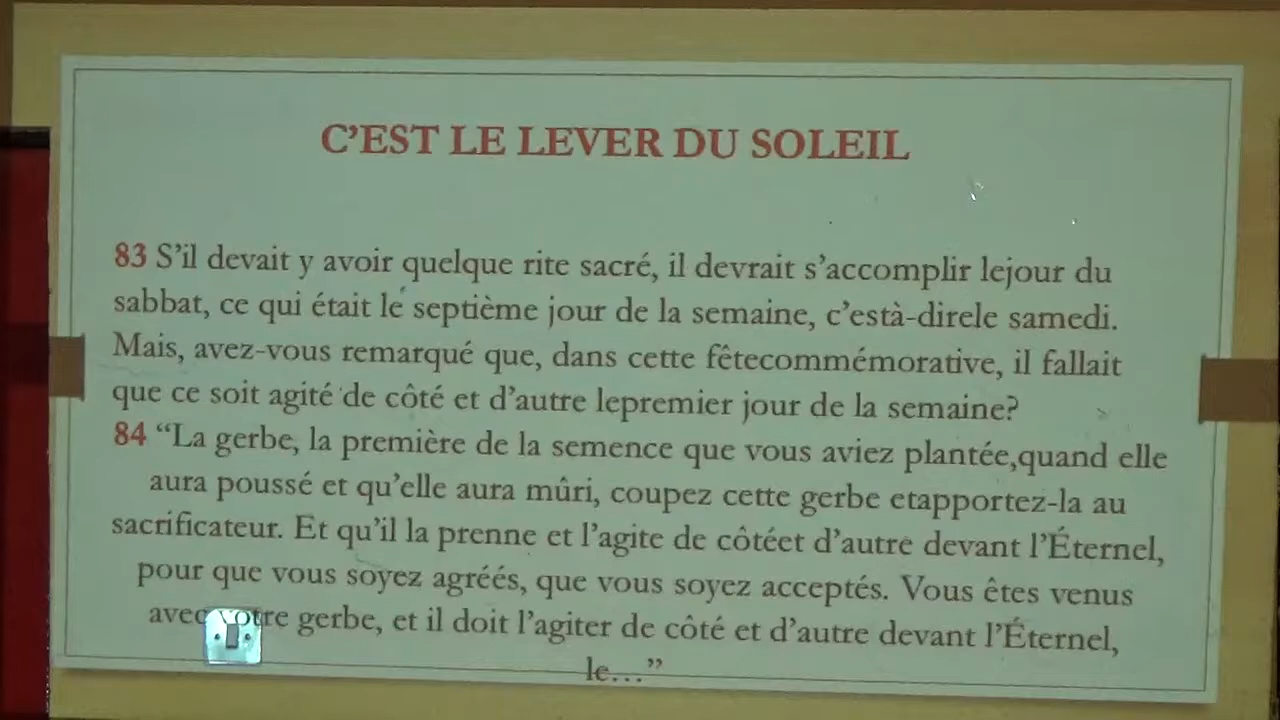 C'EST LE LEVER DU SOLEIL
83 S'il devait y avoir quelque rite sacré, il devrait s'accomplir lejour du
sabbat, ce qui était le septième jour de la semaine, c'està-direle samedi.
Mais, avez-vous remarqué que, dans cette fêtecommémorative, il fallait
que ce soit agité de côté et d'autre lepremier jour de la semaine?
84 “La gerbe, la première de la semence que vous aviez plantée,quand elle
aura poussé et qu'elle aura mûri, coupez cette gerbe etapportez-la au
sacrificateur. Et qu'il la prenne et l'agite de côtéet d'autre devant l'Éternel,
pour que vous soyez agréés, que vous soyez acceptés. Vous êtes venus
avec votre gerbe, et il doit l'agiter de côté et d'autre devant l'Éternel,
le…”